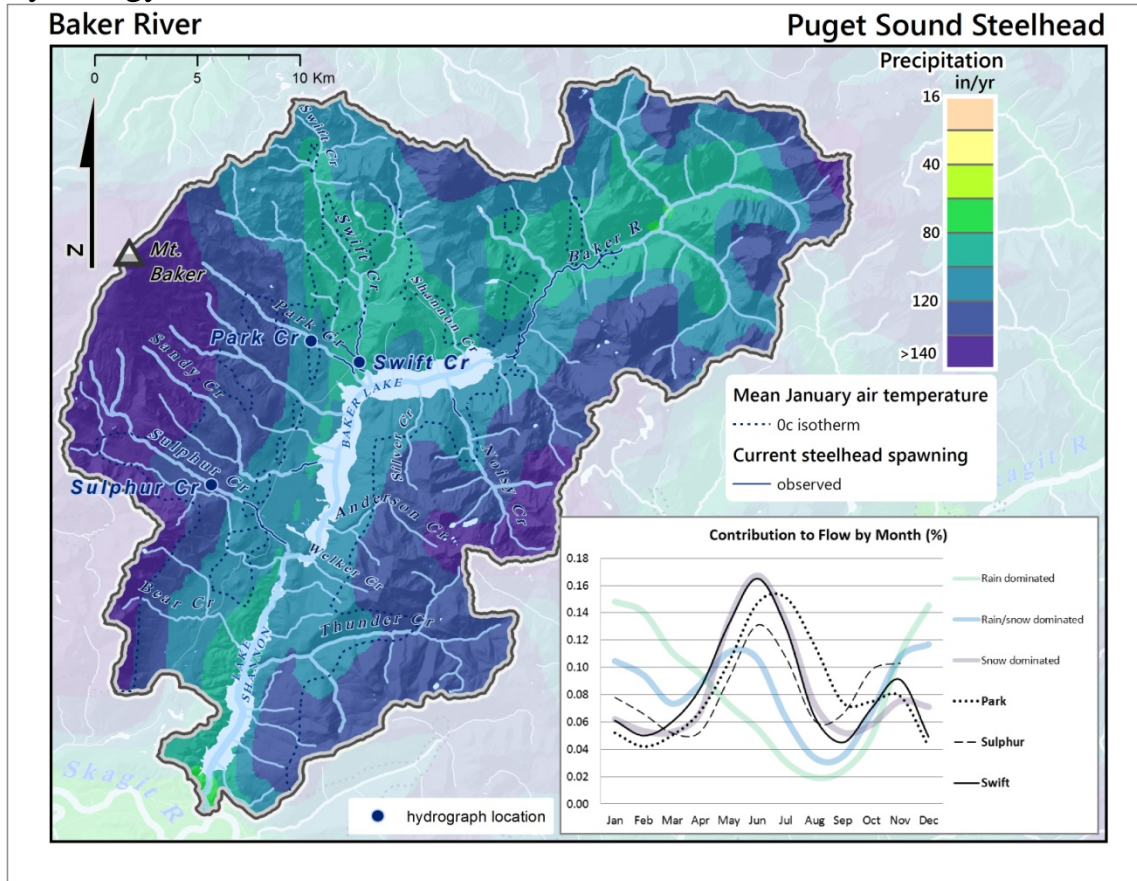 Baker River
Puget Sound Steelhead
0 5 10 Km
N
Precipitation
in/yr
16
40
80
120
>140
Mt.
Baker
Swift Cr
Swift Cr
Shannon Cr
Baker R
Park Cr
Park Cr
Swift Cr
Sandy Cr
BAKER LAKE
Sulphur Cr
Sulphur Cr
Silver Cr
Noisy Cr
Anderson Cr
Welker Cr
Bear Cr
Thunder Cr
LAKE
SHANNON
Skagit R
Skagit R
Mean January air temperature
0c isotherm
Current steelhead spawning
observed
hydrograph location
Contribution to Flow by Month (%)
0.18
0.16
0.14
0.12
0.10
0.08
0.06
0.04
0.02
0.00
Jan Feb Mar Apr May Jun Jul Aug Sep Oct Nov Dec
Rain dominated
Rain/snow dominated
Snow dominated
Park
Sulphur
Swift